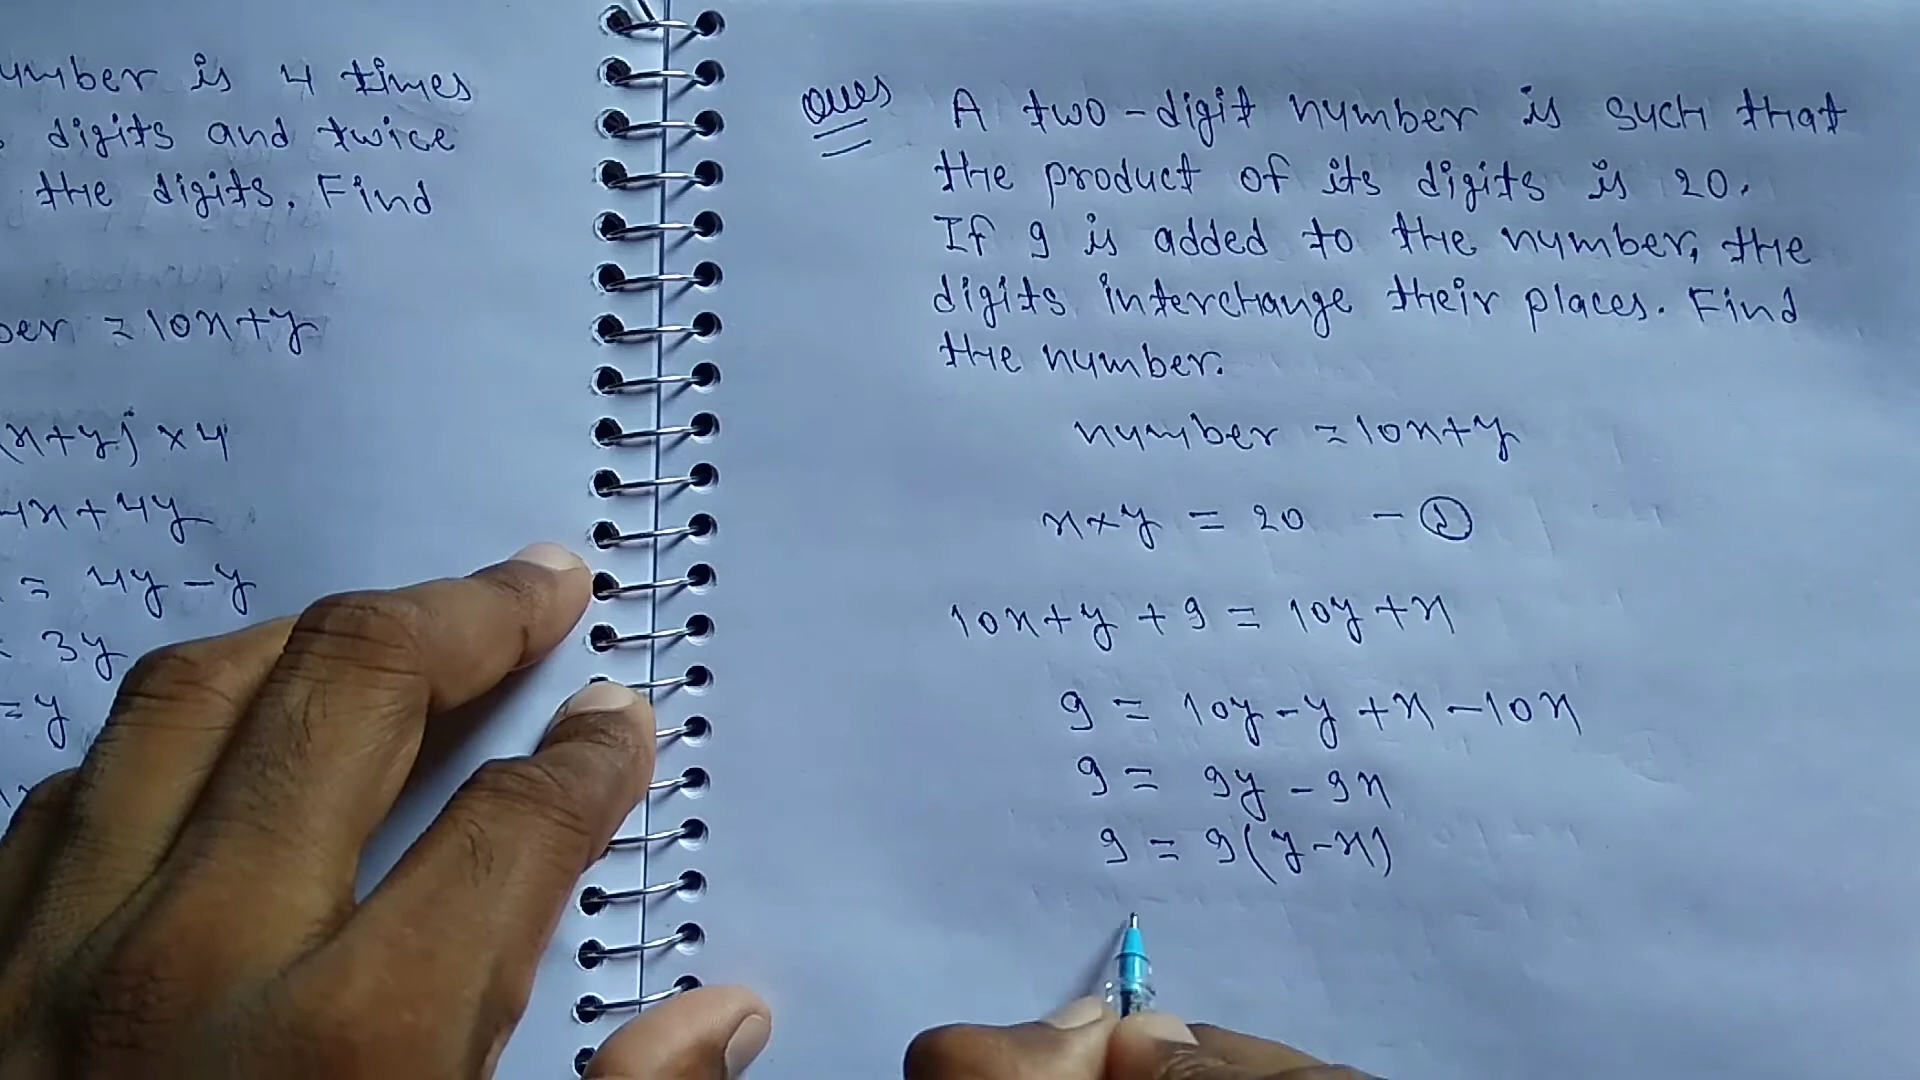 number is 4 times
digits and twice
the digits. Find
= 10x+y
(x+y) × 4
4x + 4y
= 4y - y
3y
= y
Ques A two-digit number is such that
the product of its digits is 20.
If 9 is added to the number, the
digits interchange their places. Find
the number.
number = 10x+y
x×y = 20 - ①
10x+y + 9 = 10y + x
9 = 10y - y + x - 10x
9 = 9y - 9x
9 = 9(y-x)